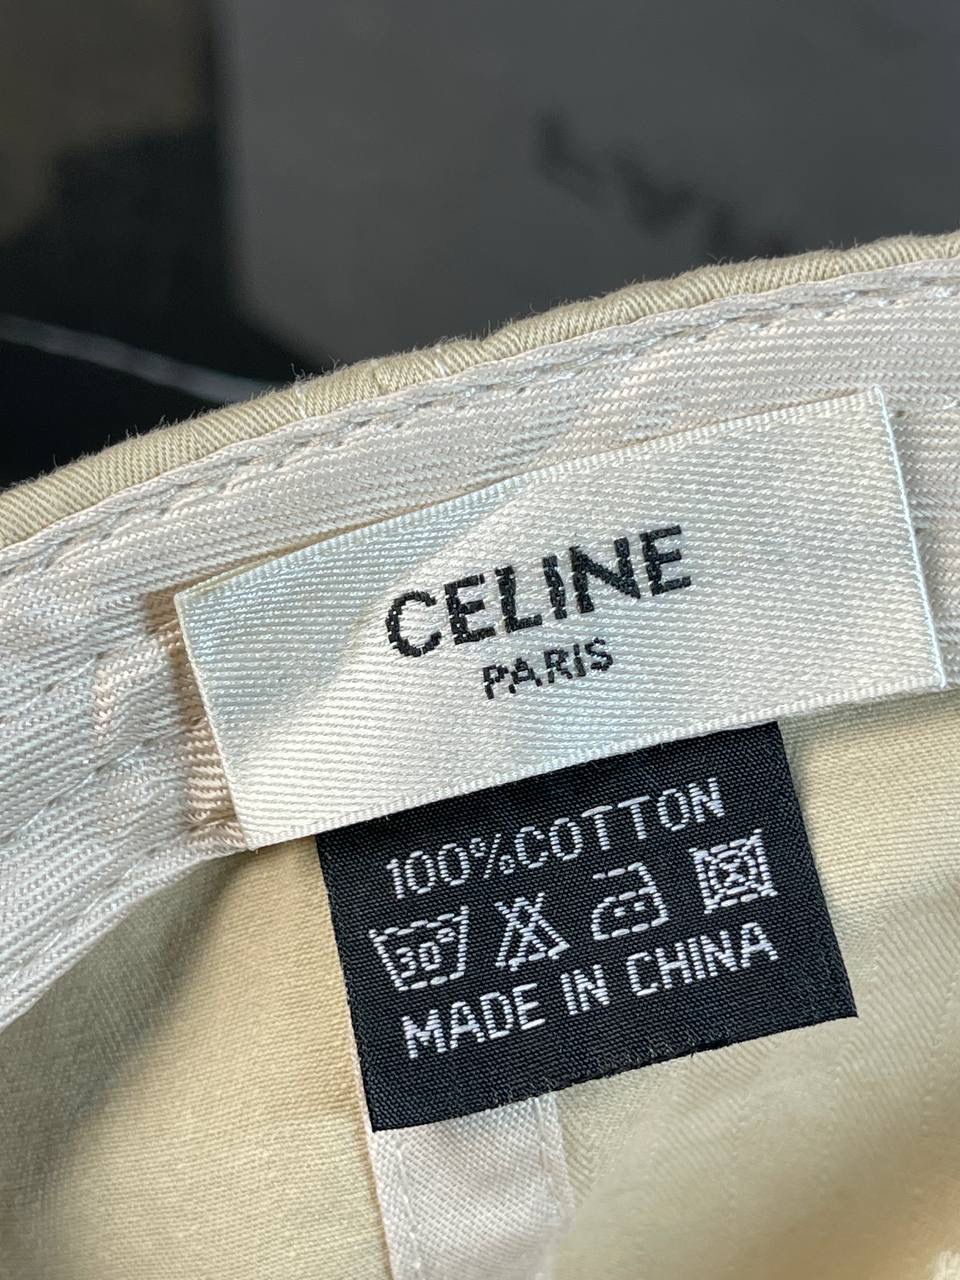 CELINE
PARIS
100%COTTON
30°
MADE IN CHINA